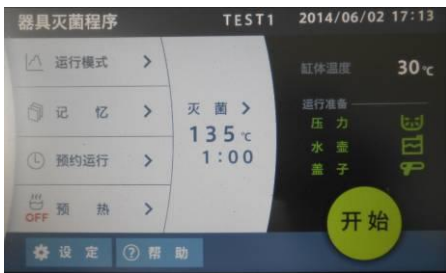 器具灭菌程序 TEST1 2014/06/02 17:13
运行模式 >
记忆 >
预约运行 >
OFF 预热 >
灭菌 >
135℃
1:00
缸体温度 30℃
运行准备
压力
水壶
盖子
开始
设定 ?帮助